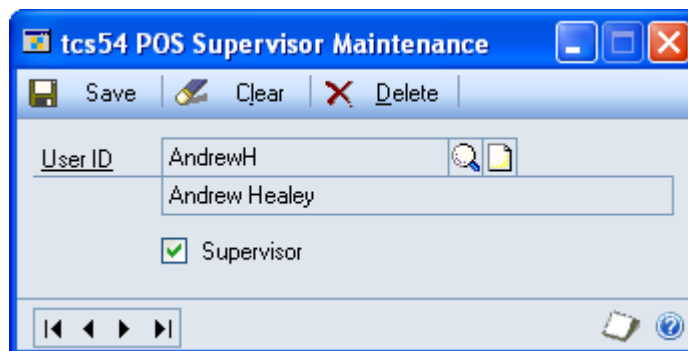 tcs54 POS Supervisor Maintenance
Save Clear Delete
User ID AndrewH
Andrew Healey
Supervisor